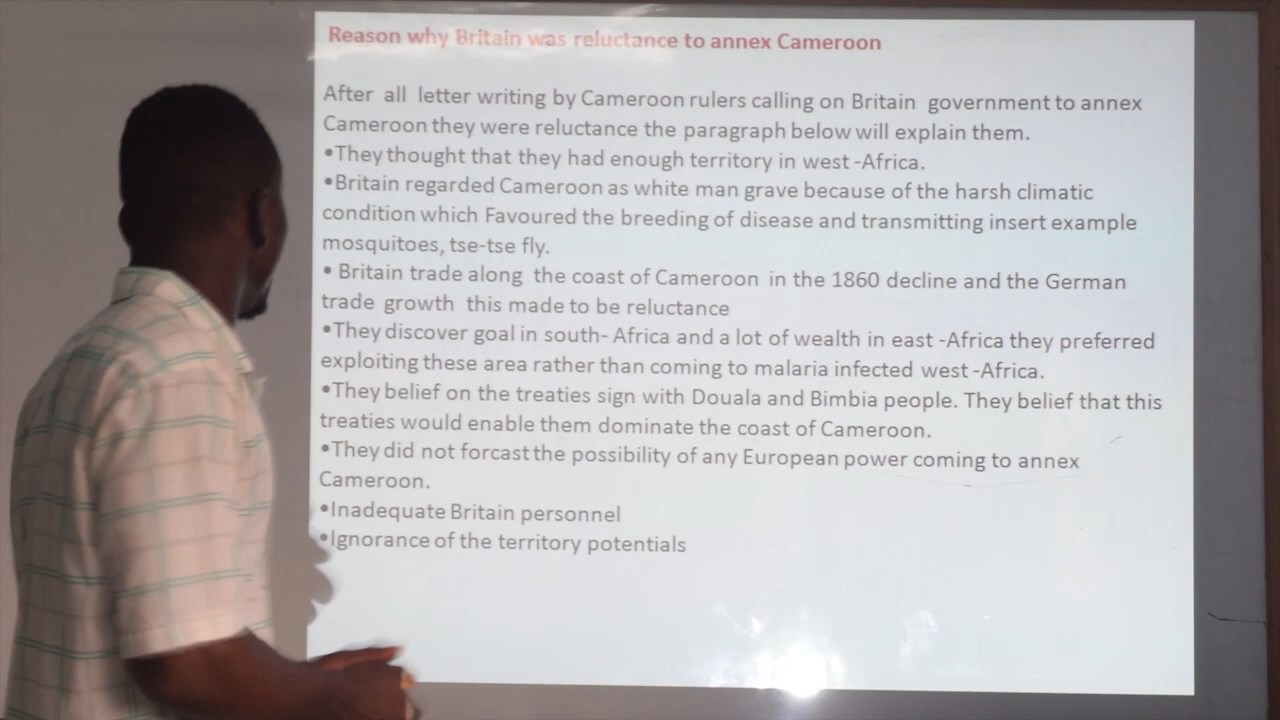 Reason why Britain was reluctance to annex Cameroon
After all letter writing by Cameroon rulers calling on Britain government to annex
Cameroon they were reluctance the paragraph below will explain them.
•They thought that they had enough territory in west -Africa.
•Britain regarded Cameroon as white man grave because of the harsh climatic
condition which Favoured the breeding of disease and transmitting insert example
mosquitoes, tse-tse fly.
• Britain trade along the coast of Cameroon in the 1860 decline and the German
trade growth this made to be reluctance
•They discover goal in south- Africa and a lot of wealth in east -Africa they preferred
exploiting these area rather than coming to malaria infected west -Africa.
•They belief on the treaties sign with Douala and Bimbia people. They belief that this
treaties would enable them dominate the coast of Cameroon.
•They did not forcast the possibility of any European power coming to annex
Cameroon.
•Inadequate Britain personnel
•Ignorance of the territory potentials